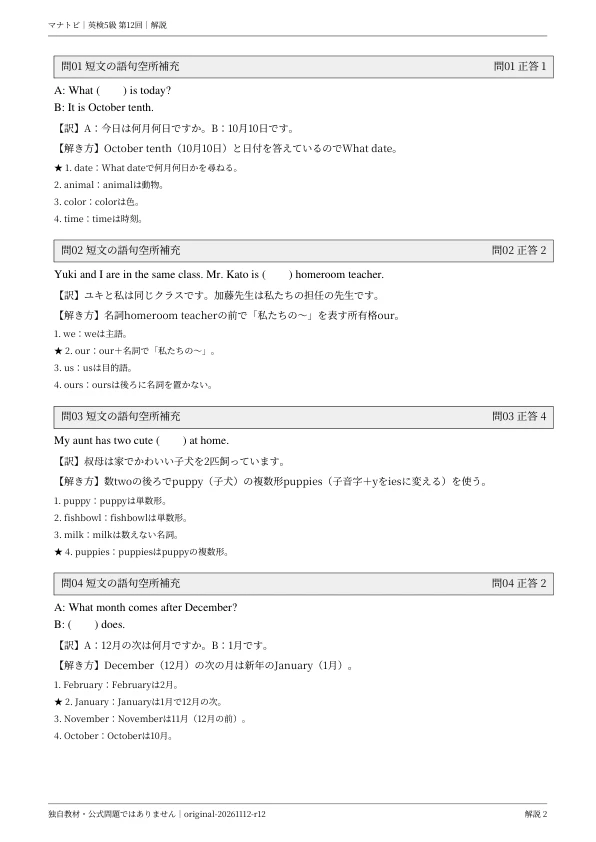 マナトビ｜英検5級 第12回｜解説
問01 短文の語句空所補充 問01 正答 1
A: What (　　) is today?
B: It is October tenth.
【訳】A：今日は何月何日ですか。B：10月10日です。
【解き方】October tenth（10月10日）と日付を答えているのでWhat date。
★ 1. date：What dateで何月何日かを尋ねる。
2. animal：animalは動物。
3. color：colorは色。
4. time：timeは時刻。
問02 短文の語句空所補充 問02 正答 2
Yuki and I are in the same class. Mr. Kato is (　　) homeroom teacher.
【訳】ユキと私は同じクラスです。加藤先生は私たちの担任の先生です。
【解き方】名詞homeroom teacherの前で「私たちの〜」を表す所有格our。
1. we：weは主語。
★ 2. our：our＋名詞で「私たちの〜」。
3. us：usは目的語。
4. ours：oursは後ろに名詞を置かない。
問03 短文の語句空所補充 問03 正答 4
My aunt has two cute (　　) at home.
【訳】叔母は家でかわいい子犬を2匹飼っています。
【解き方】数twoの後ろでpuppy（子犬）の複数形puppies（子音字＋yをiesに変える）を使う。
1. puppy：puppyは単数形。
2. fishbowl：fishbowlは単数形。
3. milk：milkは数えない名詞。
★ 4. puppies：puppiesはpuppyの複数形。
問04 短文の語句空所補充 問04 正答 2
A: What month comes after December?
B: (　　) does.
【訳】A：12月の次は何月ですか。B：1月です。
【解き方】December（12月）の次の月は新年のJanuary（1月）。
1. February：Februaryは2月。
★ 2. January：Januaryは1月で12月の次。
3. November：Novemberは11月（12月の前）。
4. October：Octoberは10月。
独自教材・公式問題ではありません｜original-20261112-r12 解説 2